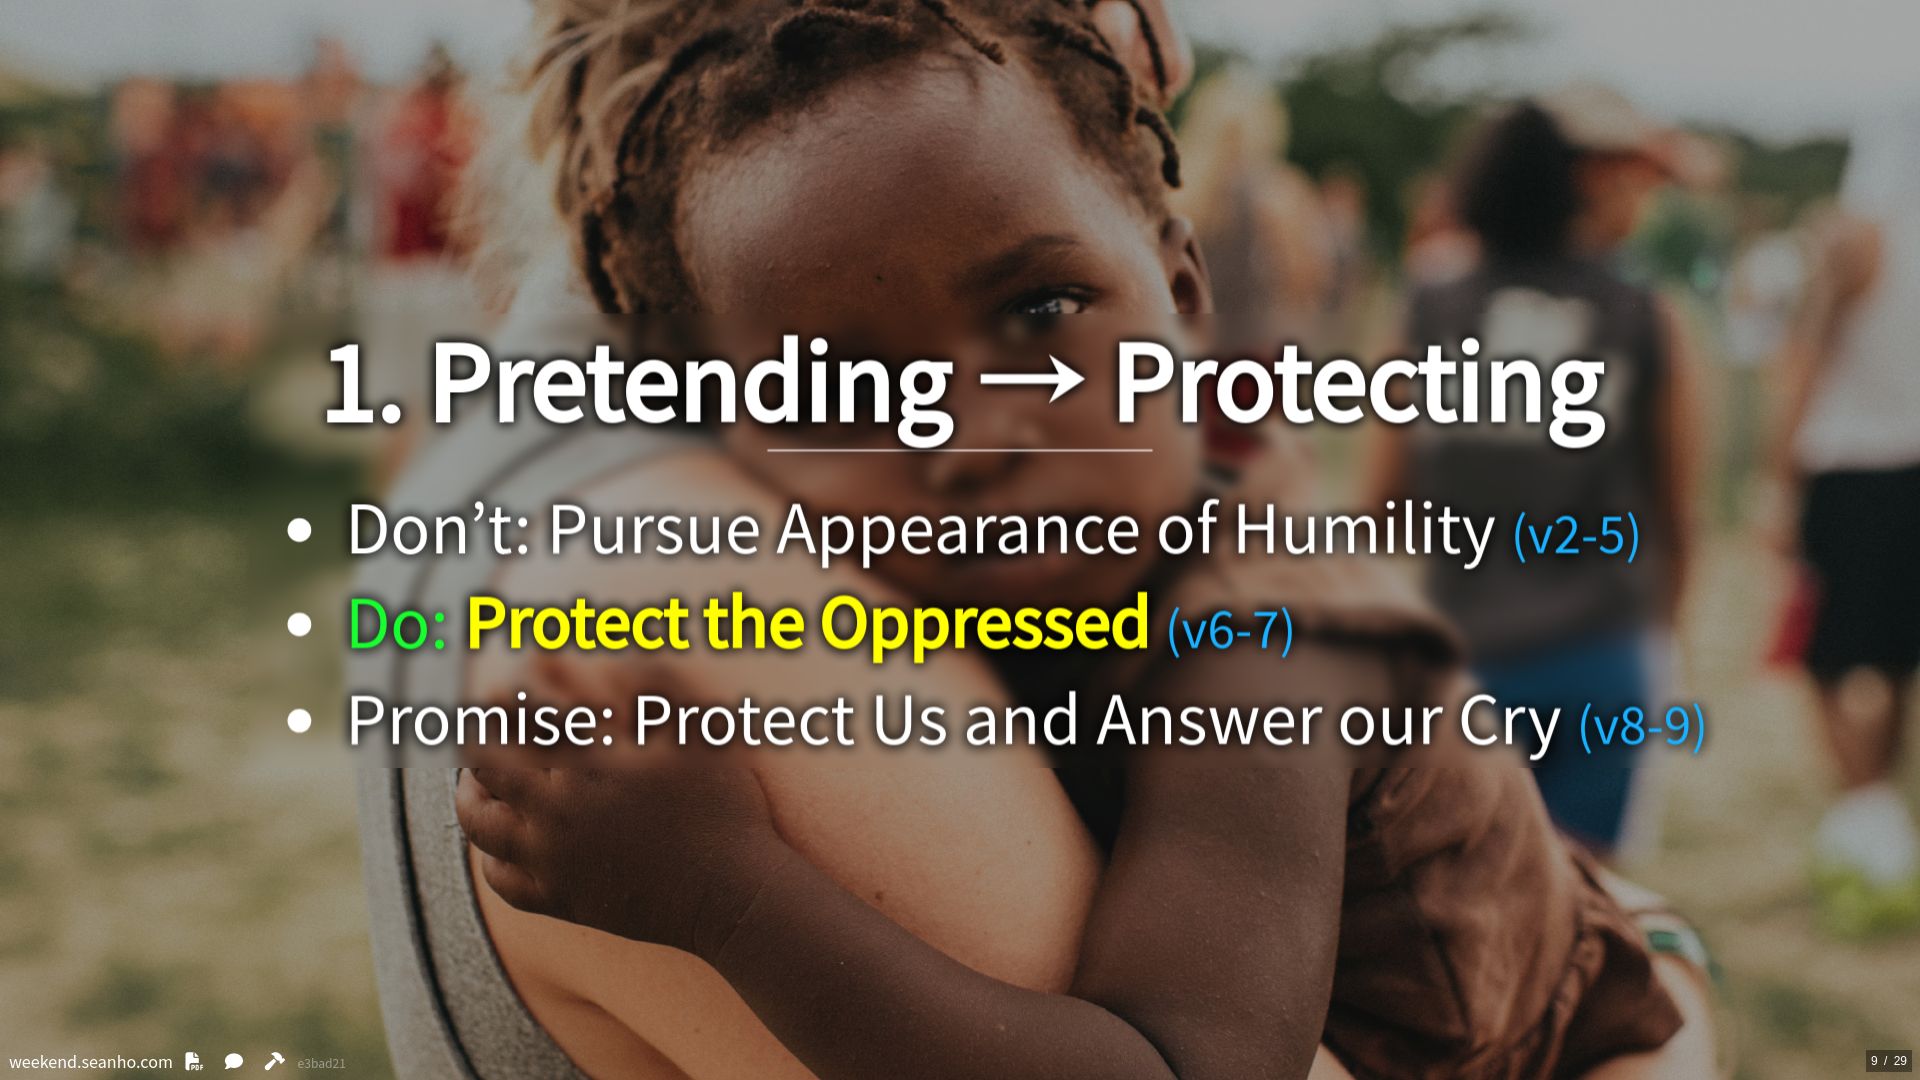 1. Pretending → Protecting
• Don’t: Pursue Appearance of Humility (v2-5)
• Do: Protect the Oppressed (v6-7)
• Promise: Protect Us and Answer our Cry (v8-9)
weekend.seanho.com PDF e3bad21
9 / 29